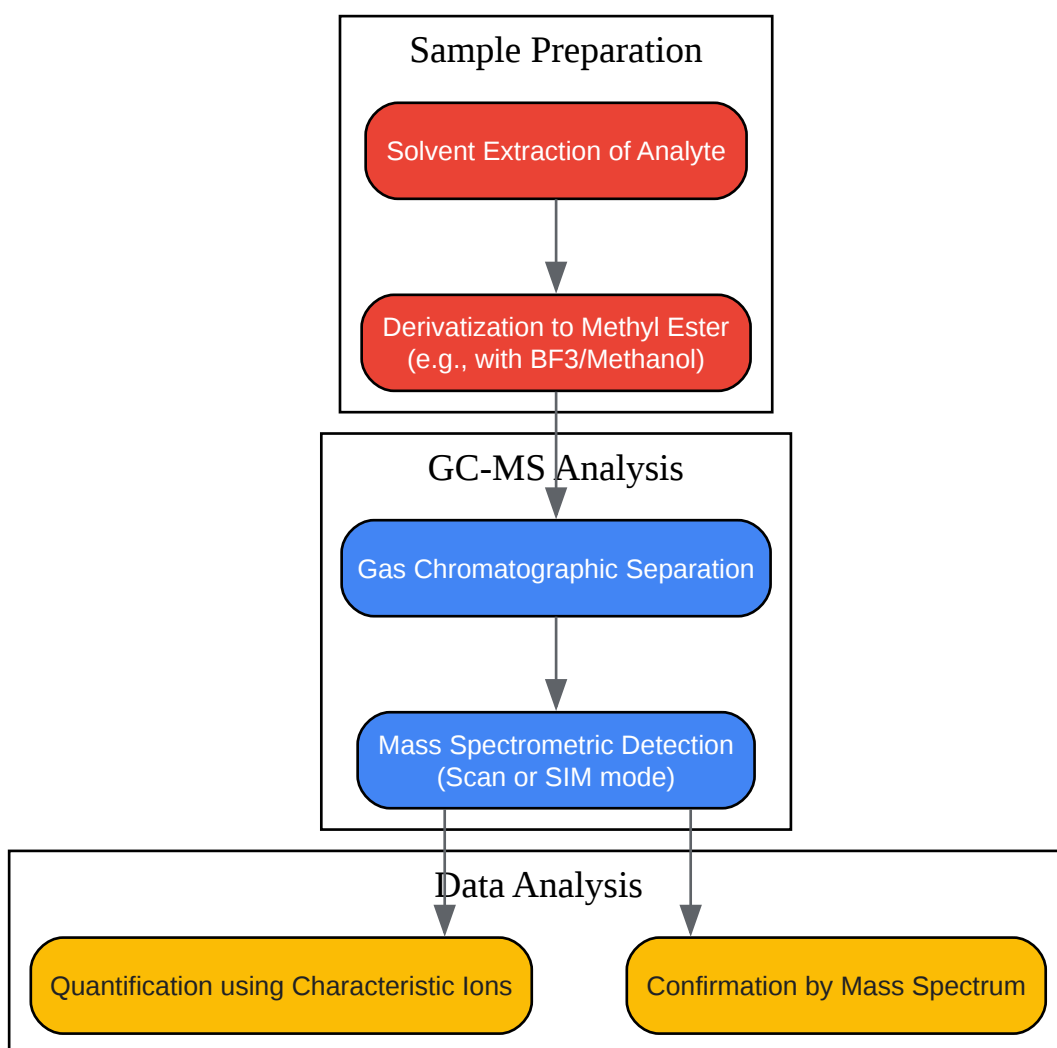 Sample Preparation
Solvent Extraction of Analyte
Derivatization to Methyl Ester
(e.g., with BF3/Methanol)
GC-MS Analysis
Gas Chromatographic Separation
Mass Spectrometric Detection
(Scan or SIM mode)
Data Analysis
Quantification using Characteristic Ions
Confirmation by Mass Spectrum